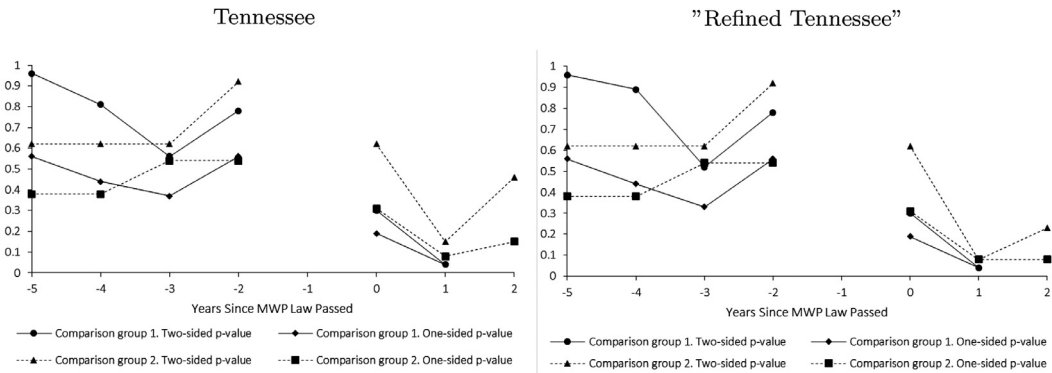 Tennessee
1
0.9
0.8
0.7
0.6
0.5
0.4
0.3
0.2
0.1
0
-5 -4 -3 -2 -1 0 1 2
Years Since MWP Law Passed
Comparison group 1. Two-sided p-value Comparison group 1. One-sided p-value
Comparison group 2. Two-sided p-value Comparison group 2. One-sided p-value
"Refined Tennessee"
1
0.9
0.8
0.7
0.6
0.5
0.4
0.3
0.2
0.1
0
-5 -4 -3 -2 -1 0 1 2
Years Since MWP Law Passed
Comparison group 1. Two-sided p-value Comparison group 1. One-sided p-value
Comparison group 2. Two-sided p-value Comparison group 2. One-sided p-value